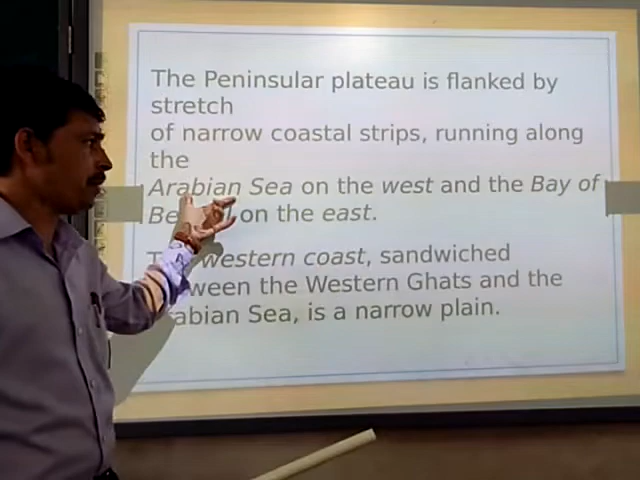 The Peninsular plateau is flanked by
stretch
of narrow coastal strips, running along
the
Arabian Sea on the west and the Bay of
on the east.
western coast, sandwiched
the Western Ghats and the
Sea, is a narrow plain.